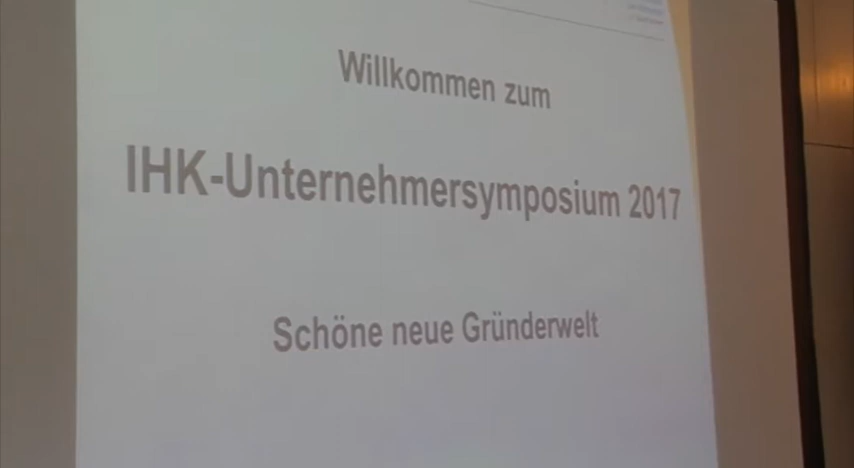 Willkommen zum
IHK-Unternehmersymposium 2017
Schöne neue Gründerwelt